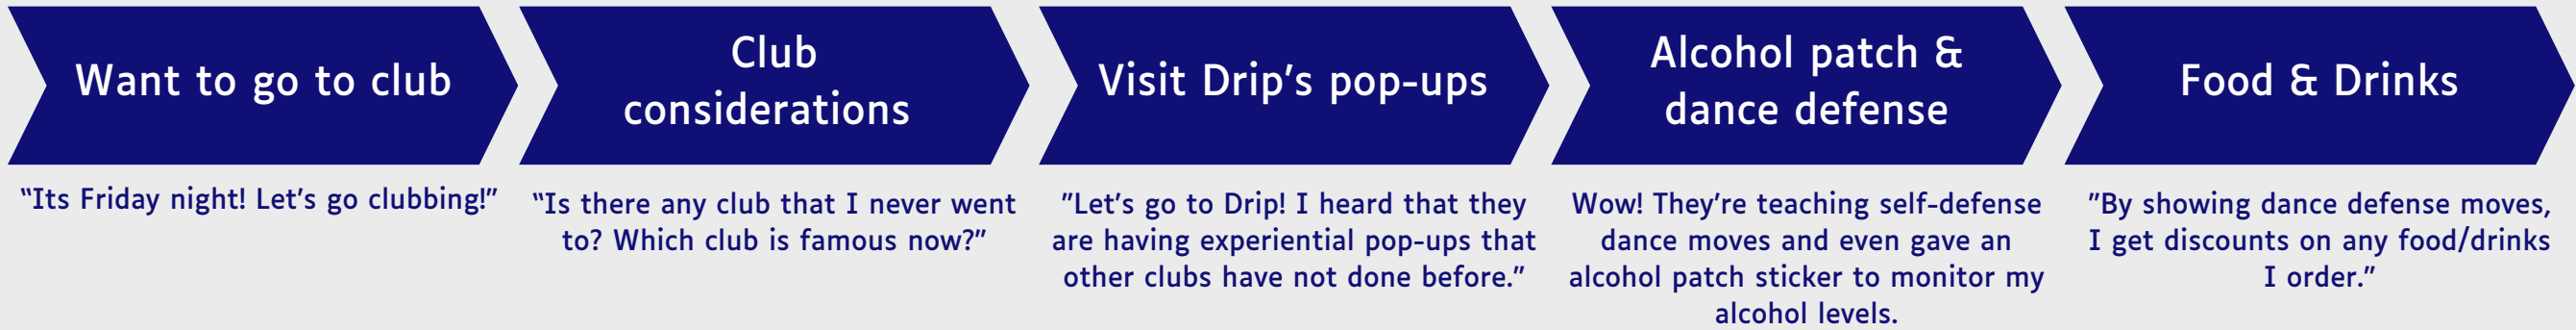 Want to go to club
Club
considerations
Visit Drip's pop-ups
Alcohol patch &
dance defense
Food & Drinks
“Its Friday night! Let's go clubbing!”
“Is there any club that I never went
to? Which club is famous now?”
”Let's go to Drip! I heard that they
are having experiential pop-ups that
other clubs have not done before.”
Wow! They're teaching self-defense
dance moves and even gave an
alcohol patch sticker to monitor my
alcohol levels.
”By showing dance defense moves,
I get discounts on any food/drinks
I order.”